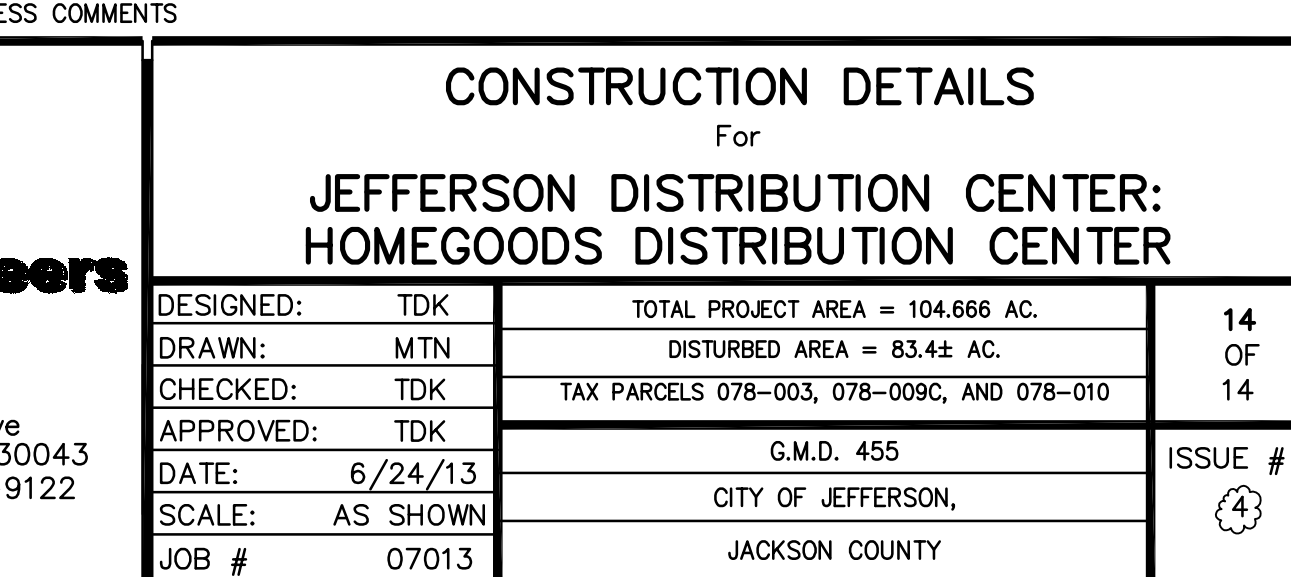 COMMENTS
CONSTRUCTION DETAILS
For
JEFFERSON DISTRIBUTION CENTER:
HOMEGOODS DISTRIBUTION CENTER
DESIGNED: TDK
DRAWN: MTN
CHECKED: TDK
APPROVED: TDK
DATE: 6/24/13
SCALE: AS SHOWN
JOB # 07013
TOTAL PROJECT AREA = 104.666 AC.
DISTURBED AREA = 83.4± AC.
TAX PARCELS 078-003, 078-009C, AND 078-010
G.M.D. 455
CITY OF JEFFERSON,
JACKSON COUNTY
14
OF
14
ISSUE #
4
30043
9122